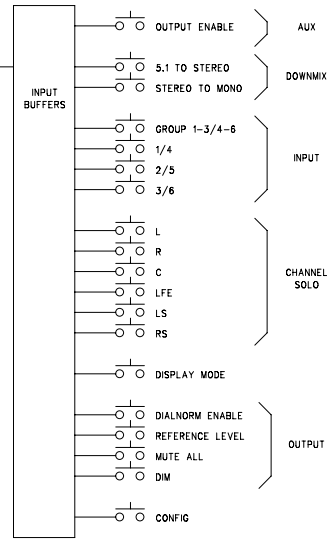 OUTPUT ENABLE
AUX
5.1 TO STEREO
STEREO TO MONO
DOWNMIX
INPUT
BUFFERS
GROUP 1-3/4-6
1/4
2/5
3/6
INPUT
L
R
C
LFE
LS
RS
CHANNEL
SOLO
DISPLAY MODE
DIALNORM ENABLE
REFERENCE LEVEL
MUTE ALL
DIM
OUTPUT
CONFIG